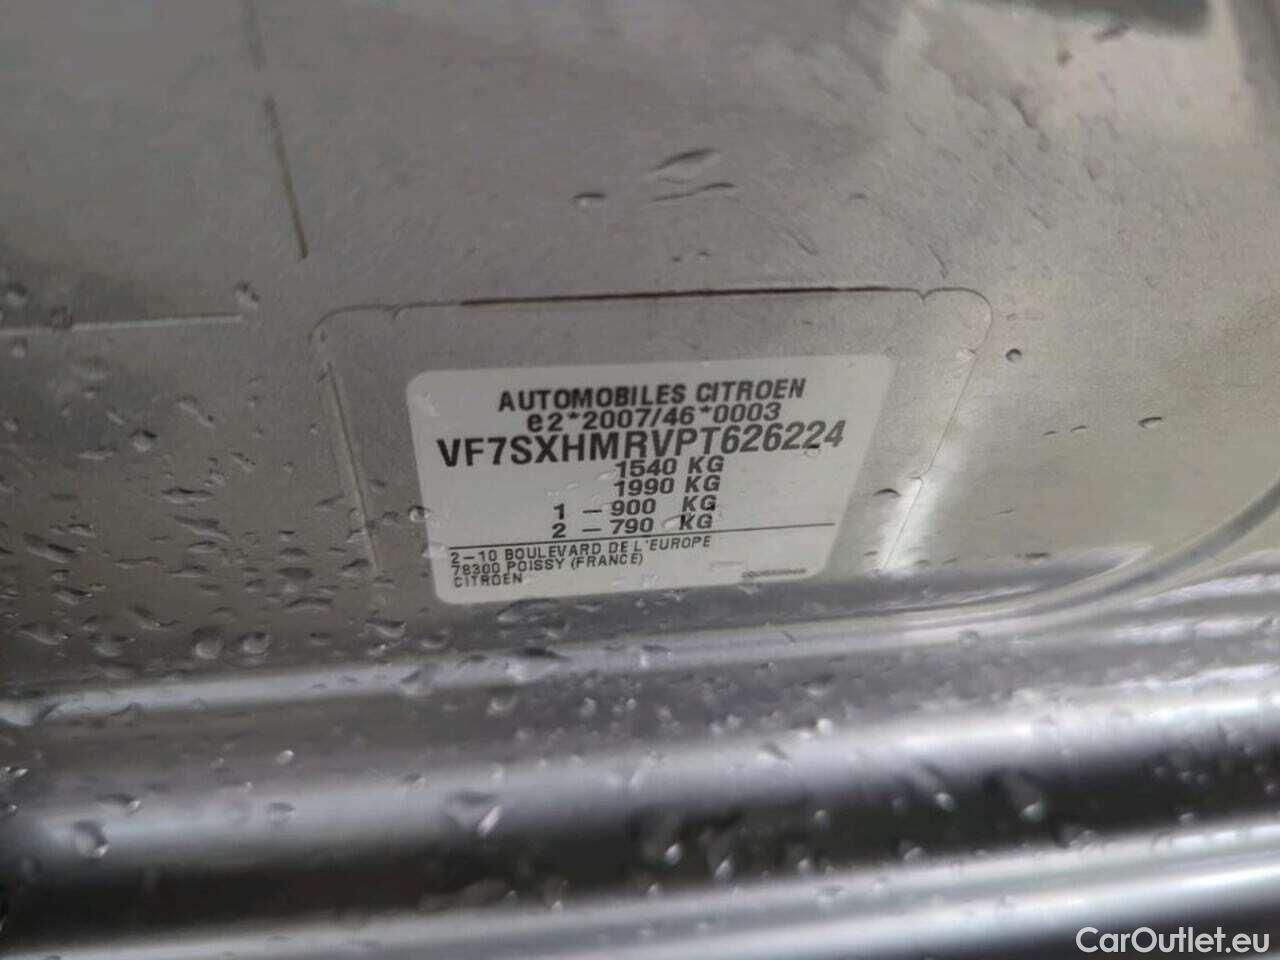 AUTOMOBILES CITROEN
e2*2007/46*0003
VF7SXHMRVPT626224
1540 KG
1990 KG
1 – 900 KG
2 – 790 KG
2–10 BOULEVARD DE L'EUROPE
78300 POISSY (FRANCE)
CITROEN
CarOutlet.eu